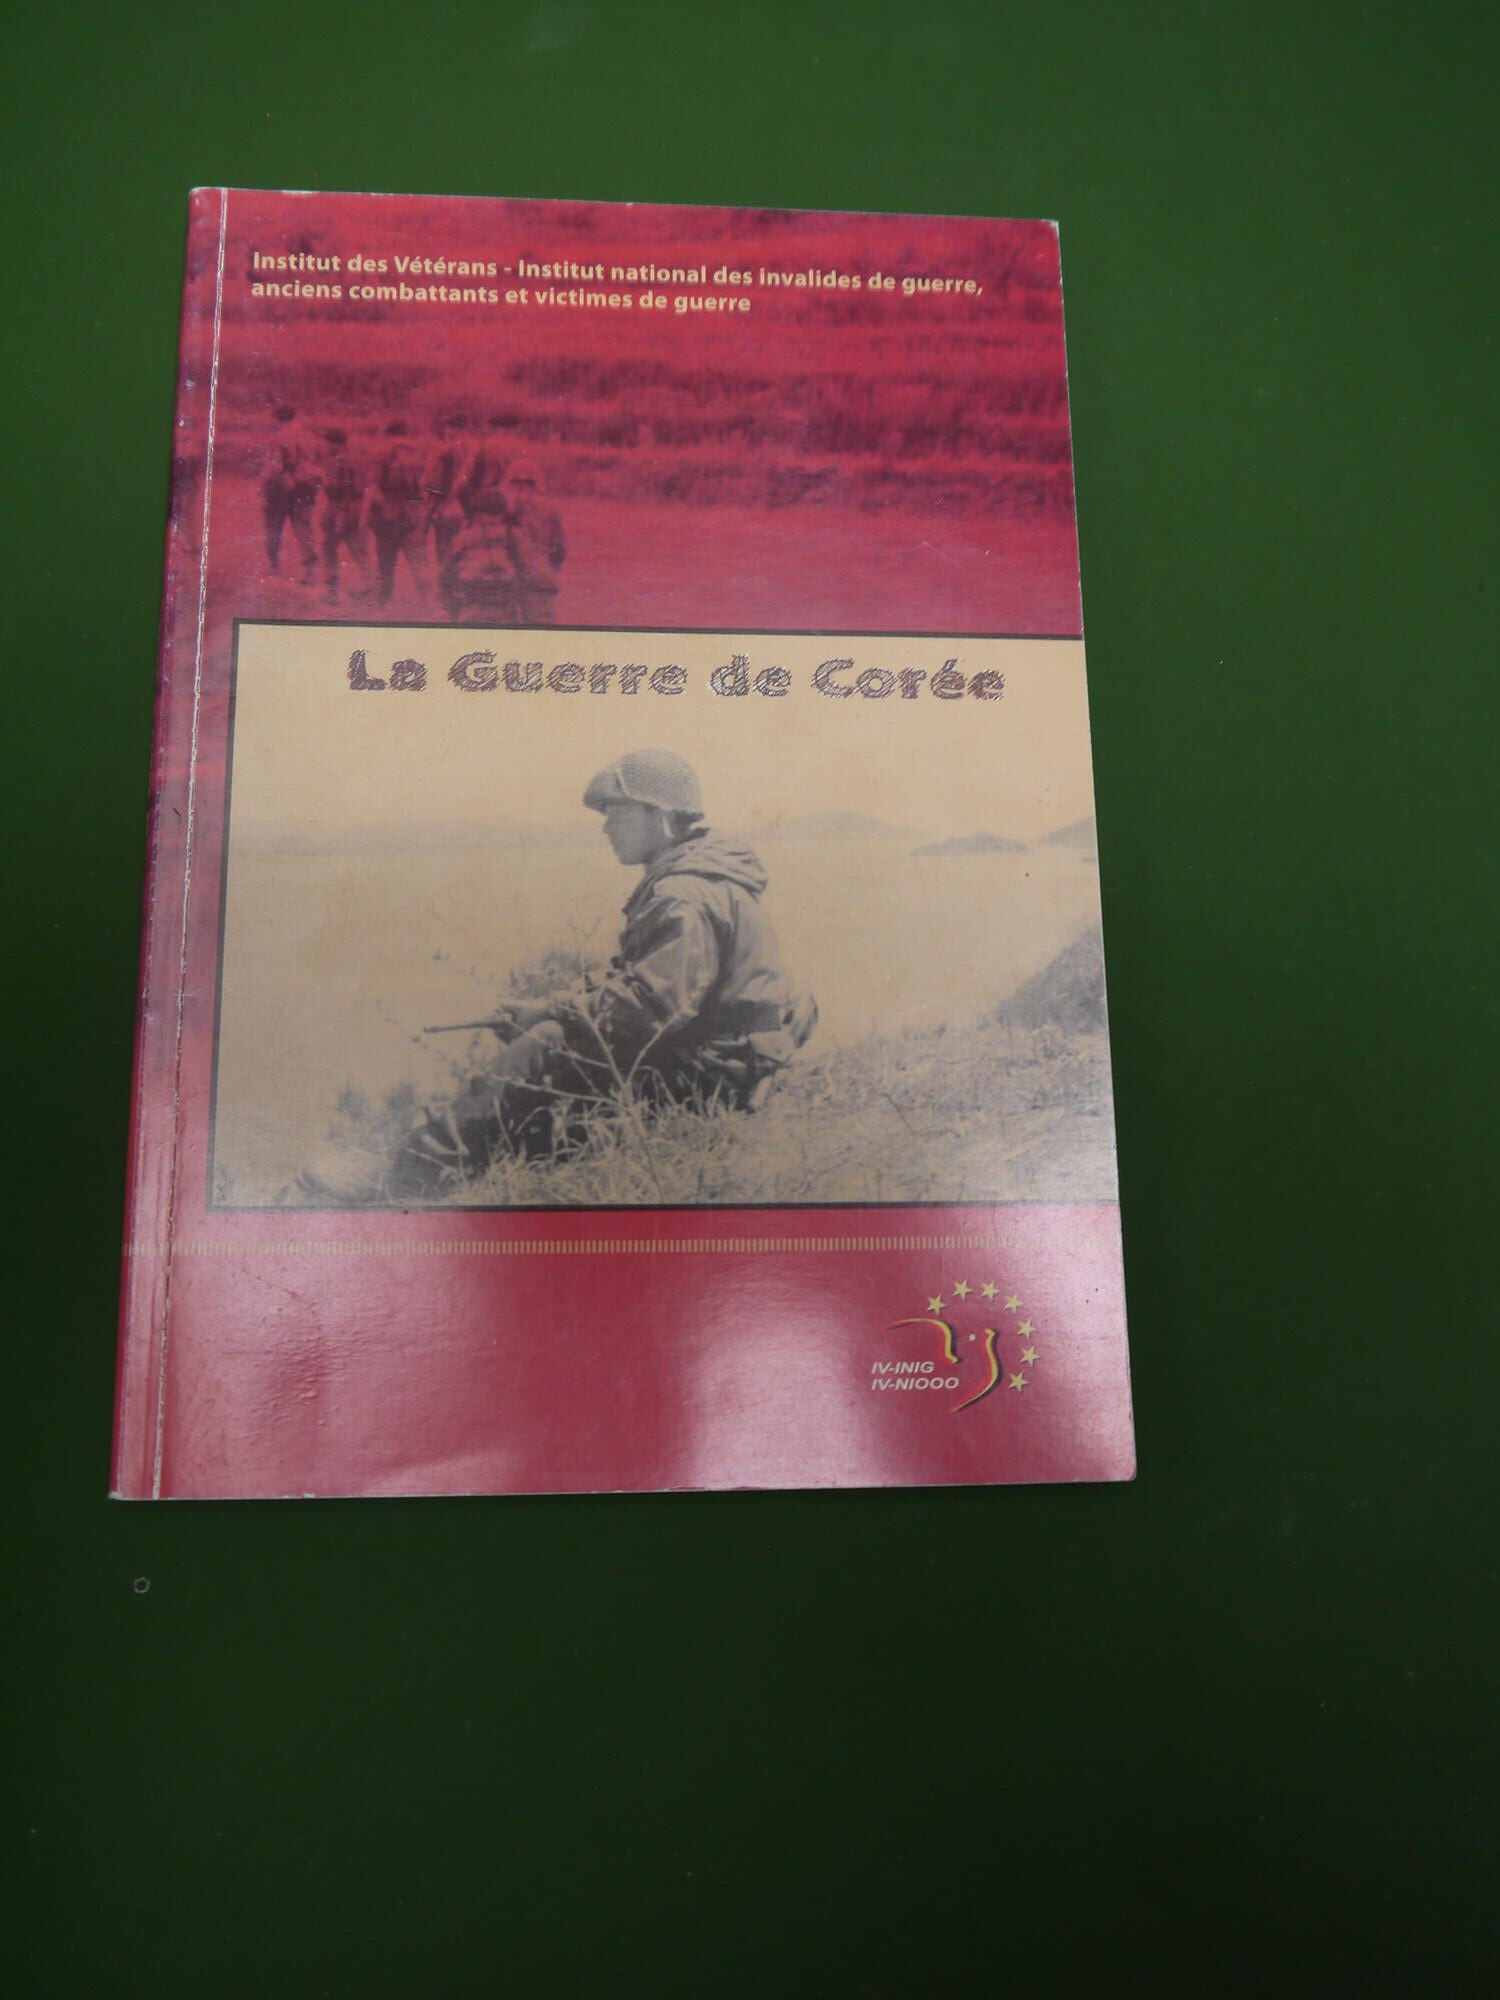 Institut des Vétérans - Institut national des invalides de guerre,
anciens combattants et victimes de guerre
La Guerre de Corée
IV-INIG
IV-NIOOO